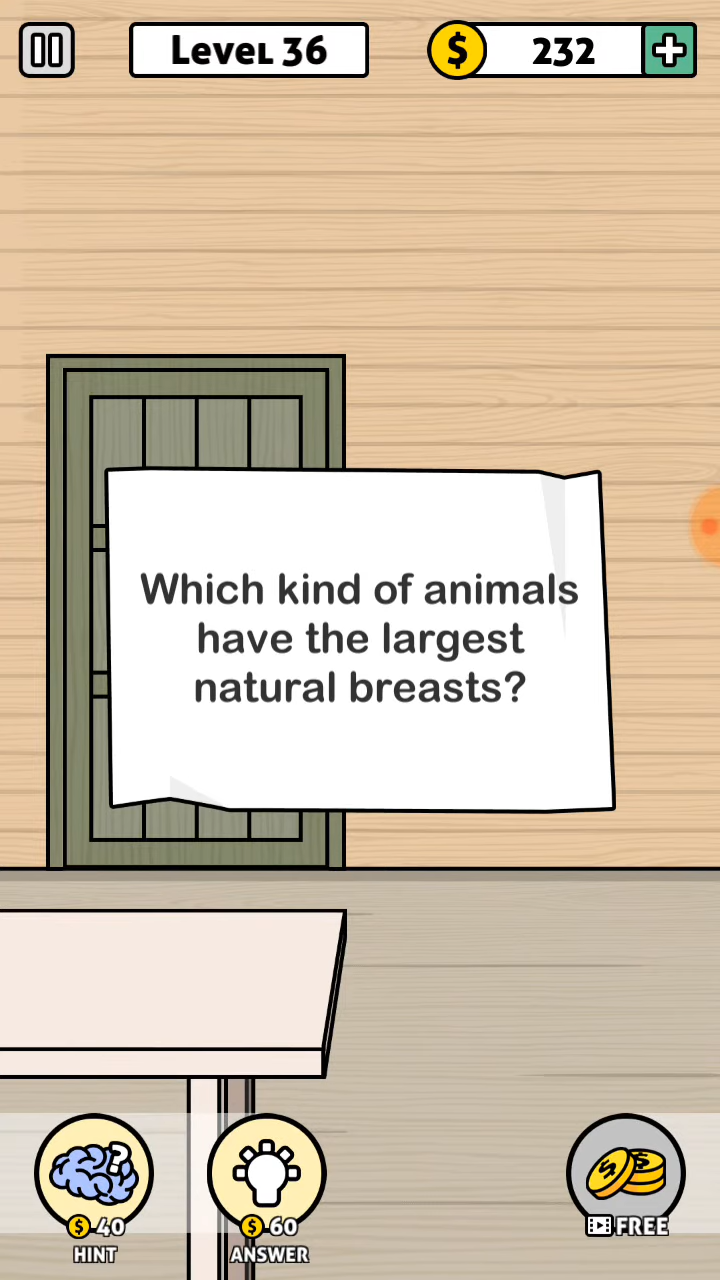 Level 36
$ 232
Which kind of animals
have the largest
natural breasts?
?
$ $
$ 40
HINT
$ 60
ANSWER
FREE